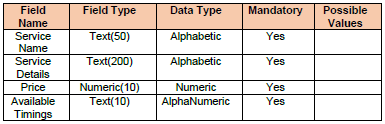 Field Name | Field Type | Data Type | Mandatory | Possible Values
Service Name | Text(50) | Alphabetic | Yes |
Service Details | Text(200) | Alphabetic | Yes |
Price | Numeric(10) | Numeric | Yes |
Available Timings | Text(10) | AlphaNumeric | Yes |